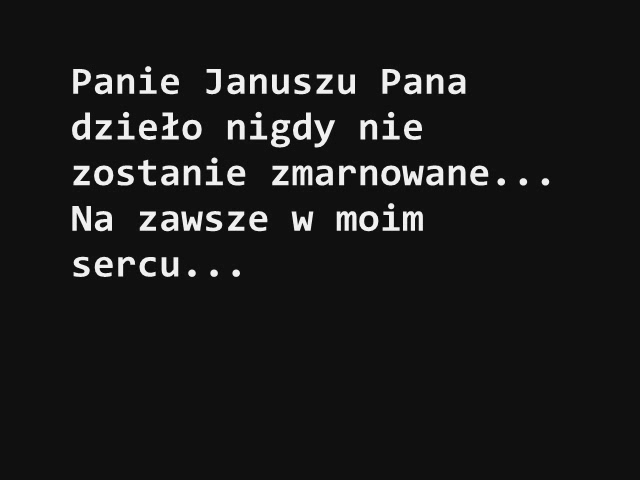 Panie Januszu Pana
dzieło nigdy nie
zostanie zmarnowane...
Na zawsze w moim
sercu...